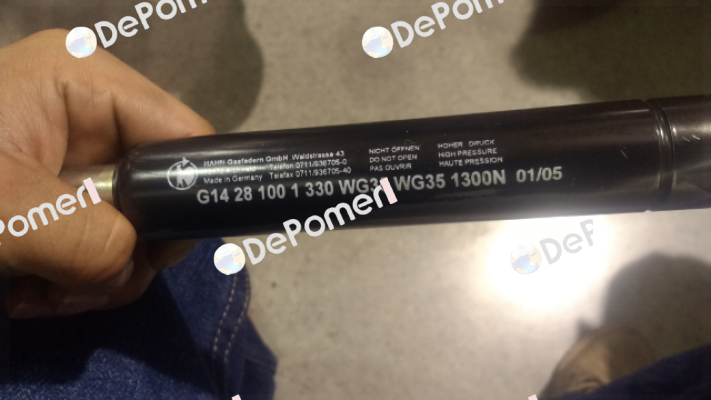 HAHN-Gasfedern GmbH Waldstrasse 43
Telefon 0711/936705-0
Made in Germany Telefax 0711/936705-40
NICHT ÖFFNEN
DO NOT OPEN
PAS OUVRIR
HOHER DRUCK
HIGH PRESSURE
HAUTE PRESSION
G14 28 100 1 330 WG35 1300N 01/05
DePomeri
DePomeri
DePomeri
DePomeri
DePomeri